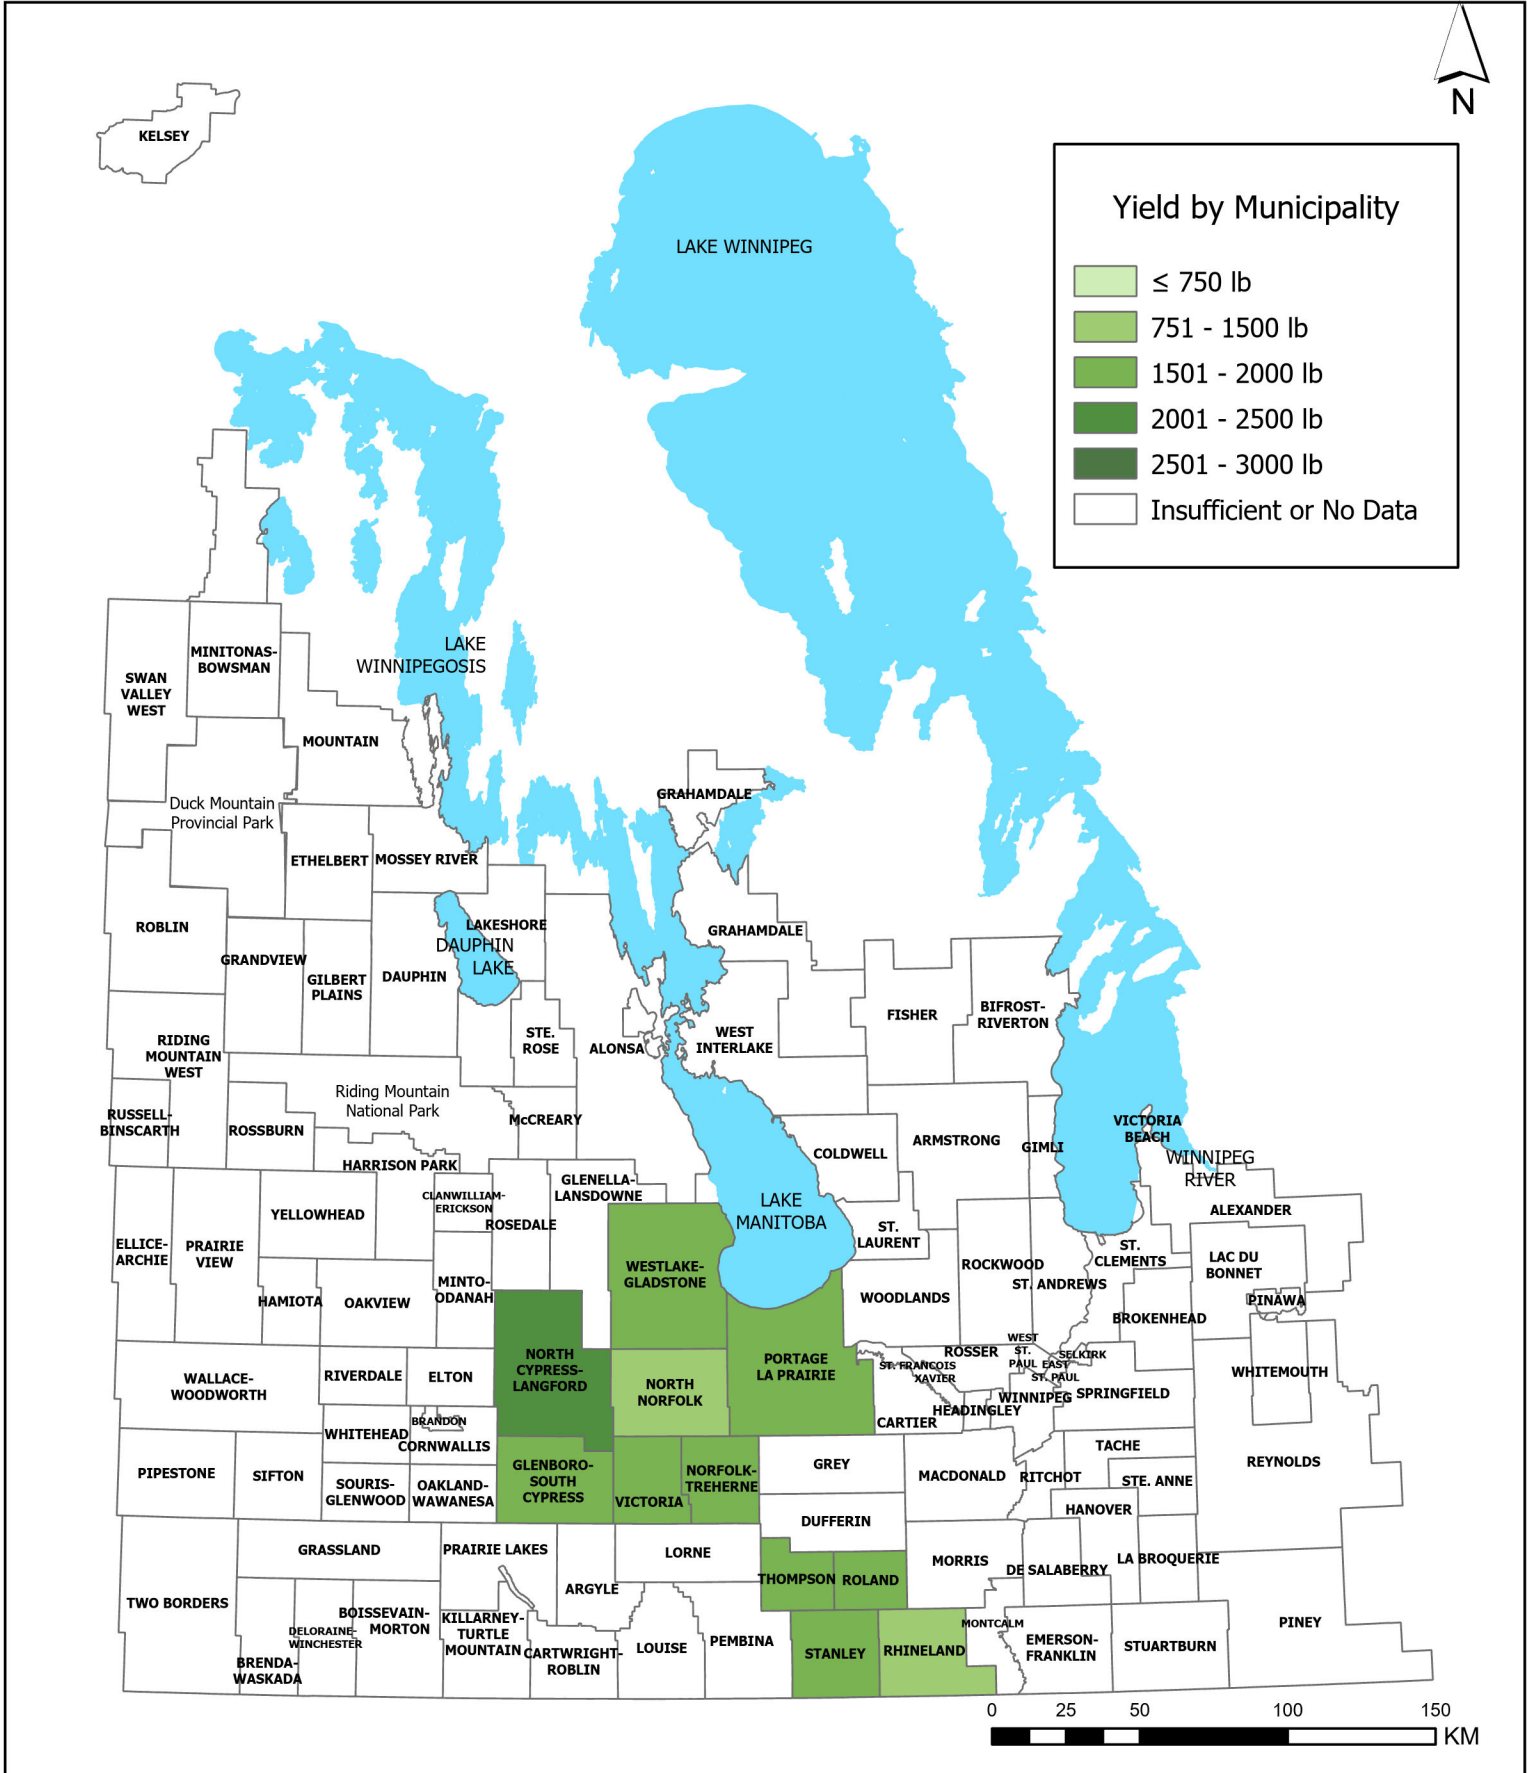 N
KELSEY
Yield by Municipality
≤ 750 lb
751 - 1500 lb
1501 - 2000 lb
2001 - 2500 lb
2501 - 3000 lb
Insufficient or No Data
LAKE WINNIPEG
LAKE
WINNIPEGOSIS
MINITONAS-
BOWSMAN
SWAN
VALLEY
WEST
MOUNTAIN
GRAHAMDALE
Duck Mountain
Provincial Park
ETHELBERT
MOSSEY RIVER
ROBLIN
LAKESHORE
GRAHAMDALE
DAUPHIN
LAKE
GRANDVIEW
GILBERT
PLAINS
DAUPHIN
FISHER
BIFROST-
RIVERTON
STE.
ROSE
ALONSA
WEST
INTERLAKE
RIDING
MOUNTAIN
WEST
Riding Mountain
National Park
RUSSELL-
BINSCARTH
ROSSBURN
McCREARY
VICTORIA
BEACH
ARMSTRONG
GIMLI
COLDWELL
HARRISON PARK
WINNIPEG
RIVER
GLENELLA-
LANSDOWNE
CLANWILLIAM-
ERICKSON
ROSEDALE
YELLOWHEAD
LAKE
MANITOBA
ALEXANDER
ST.
LAURENT
ELLICE-
ARCHIE
PRAIRIE
VIEW
ST.
CLEMENTS
LAC DU
BONNET
WESTLAKE-
GLADSTONE
ROCKWOOD
ST. ANDREWS
MINTO-
ODANAH
HAMIOTA
OAKVIEW
WOODLANDS
PINAWA
BROKENHEAD
NORTH
CYPRESS-
LANGFORD
PORTAGE
LA PRAIRIE
ROSSER
WEST
ST.
PAUL
EAST
ST. PAUL
SELKIRK
ST. FRANCOIS
XAVIER
WHITEMOUTH
WALLACE-
WOODWORTH
RIVERDALE
ELTON
NORTH
NORFOLK
WINNIPEG
SPRINGFIELD
HEADINGLEY
CARTIER
BRANDON
WHITEHEAD
CORNWALLIS
TACHE
PIPESTONE
SIFTON
SOURIS-
GLENWOOD
OAKLAND-
WAWANESA
GLENBORO-
SOUTH
CYPRESS
VICTORIA
NORFOLK-
TREHERNE
GREY
MACDONALD
RITCHOT
STE. ANNE
REYNOLDS
HANOVER
DUFFERIN
GRASSLAND
PRAIRIE LAKES
LORNE
MORRIS
DE SALABERRY
LA BROQUERIE
ARGYLE
THOMPSON
ROLAND
TWO BORDERS
BOISSEVAIN-
MORTON
DELORAINE-
WINCHESTER
KILLARNEY-
TURTLE
MOUNTAIN
MONTCALM
PINEY
BRENDA-
WASKADA
CARTWRIGHT-
ROBLIN
LOUISE
PEMBINA
STANLEY
RHINELAND
EMERSON-
FRANKLIN
STUARTBURN
0 25 50 100 150
KM